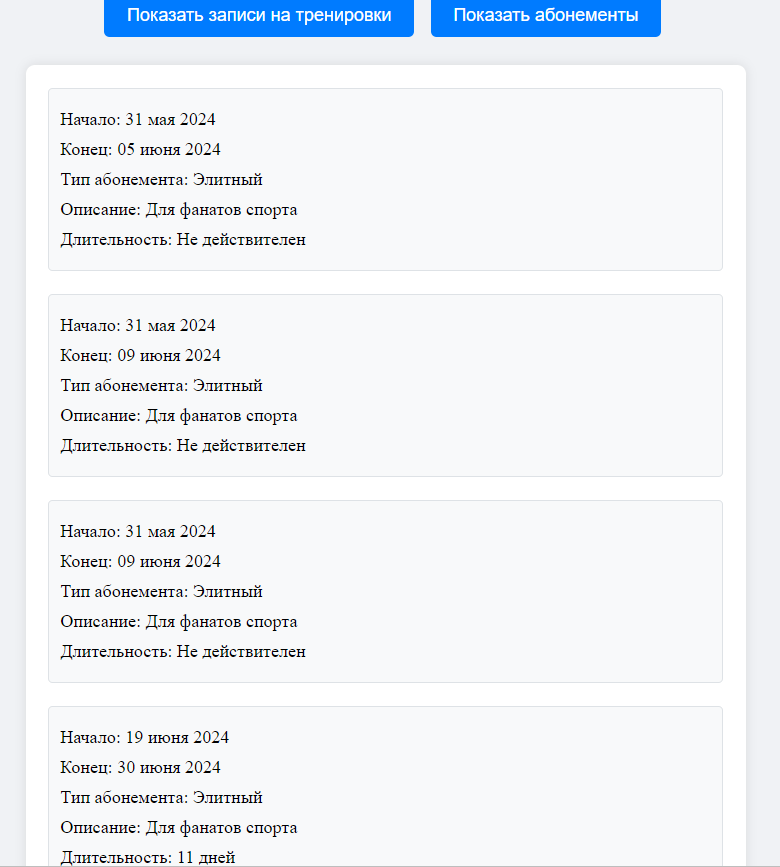 Показать записи на тренировки Показать абонементы
Начало: 31 мая 2024
Конец: 05 июня 2024
Тип абонемента: Элитный
Описание: Для фанатов спорта
Длительность: Не действителен
Начало: 31 мая 2024
Конец: 09 июня 2024
Тип абонемента: Элитный
Описание: Для фанатов спорта
Длительность: Не действителен
Начало: 31 мая 2024
Конец: 09 июня 2024
Тип абонемента: Элитный
Описание: Для фанатов спорта
Длительность: Не действителен
Начало: 19 июня 2024
Конец: 30 июня 2024
Тип абонемента: Элитный
Описание: Для фанатов спорта
Длительность: 11 дней